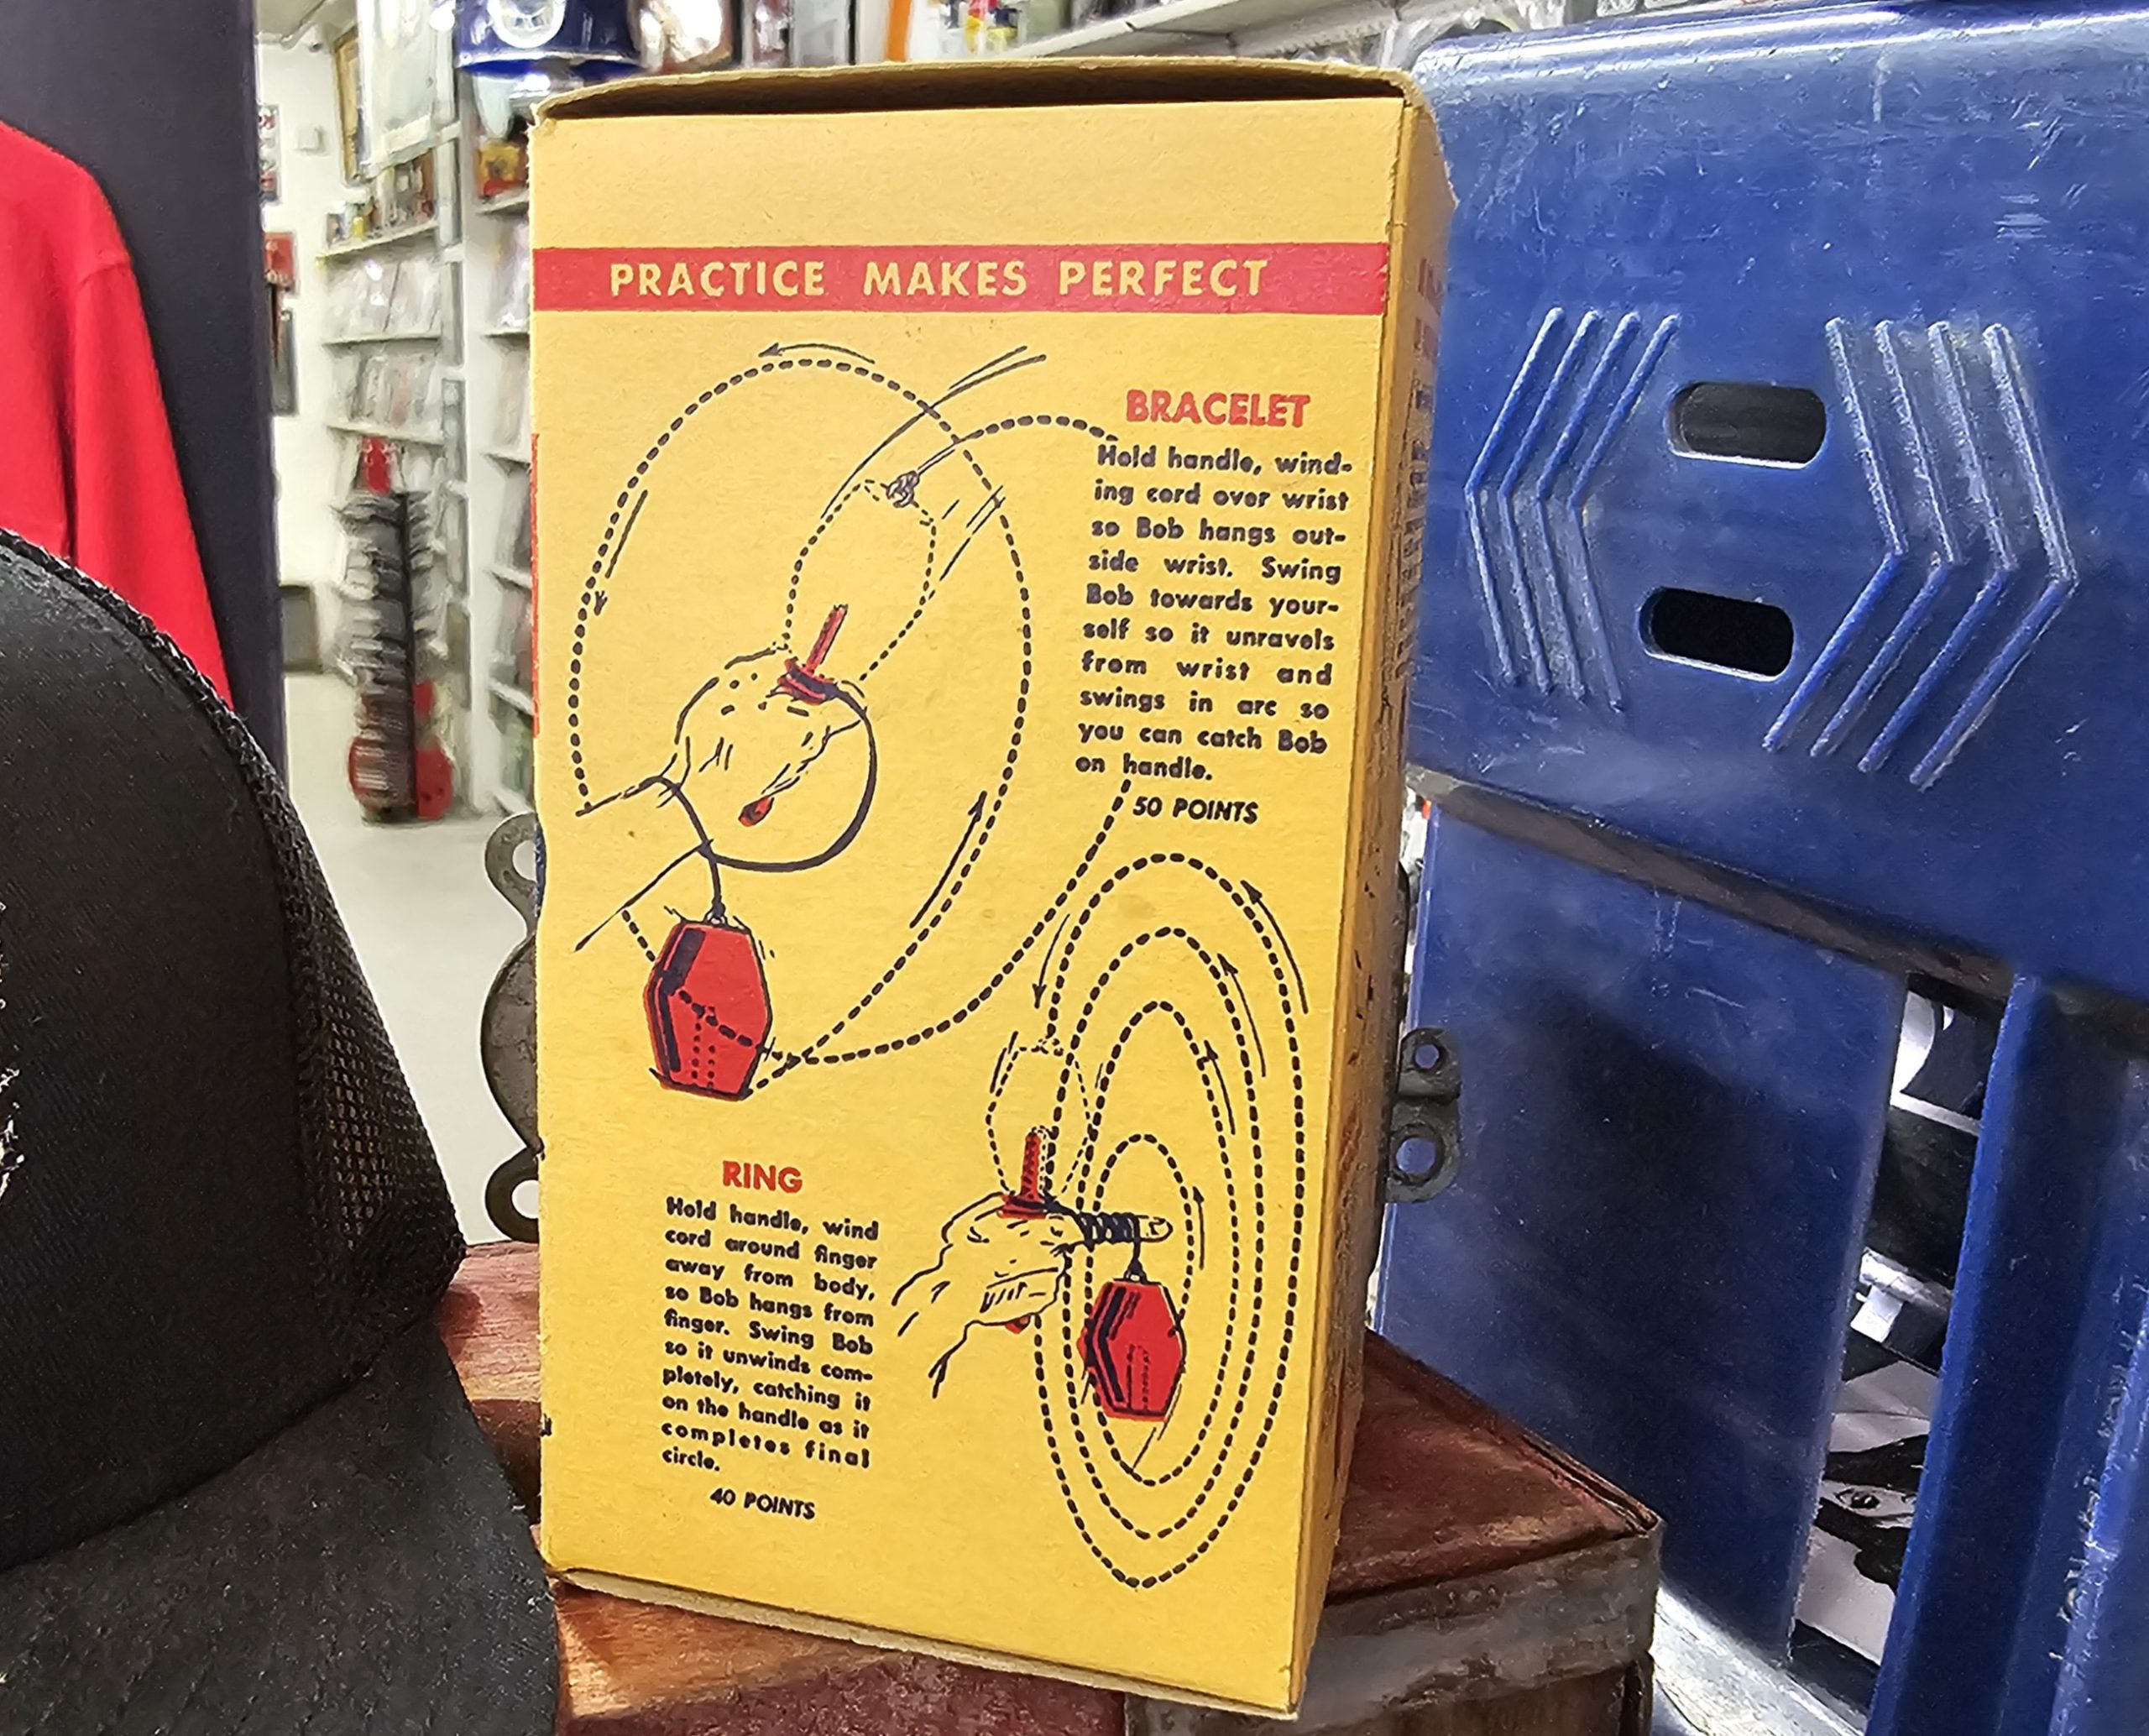 PRACTICE MAKES PERFECT
BRACELET
Hold handle, wind-
ing cord over wrist
so Bob hangs out-
side wrist. Swing
Bob towards your-
self so it unravels
from wrist and
swings in arc so
you can catch Bob
on handle.
50 POINTS
RING
Hold handle, wind
cord around finger
away from body,
so Bob hangs from
finger. Swing Bob
so it unwinds com-
pletely, catching it
on the handle as it
completes final
circle.
40 POINTS